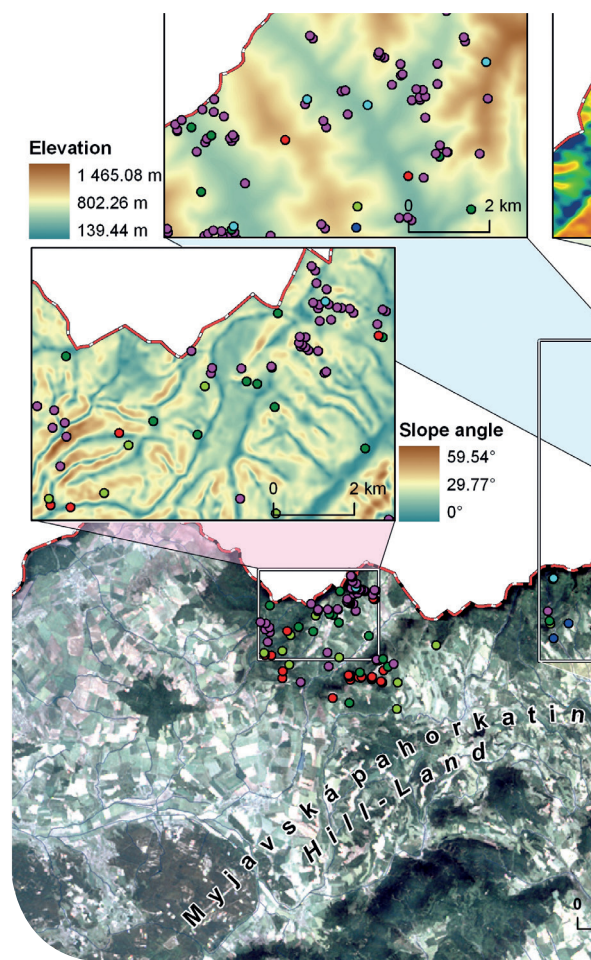 Elevation
1 465.08 m
802.26 m
139.44 m
0
2 km
Slope angle
59.54°
29.77°
0°
0
2 km
Myjavská pahorkatin
Hill-Land
0